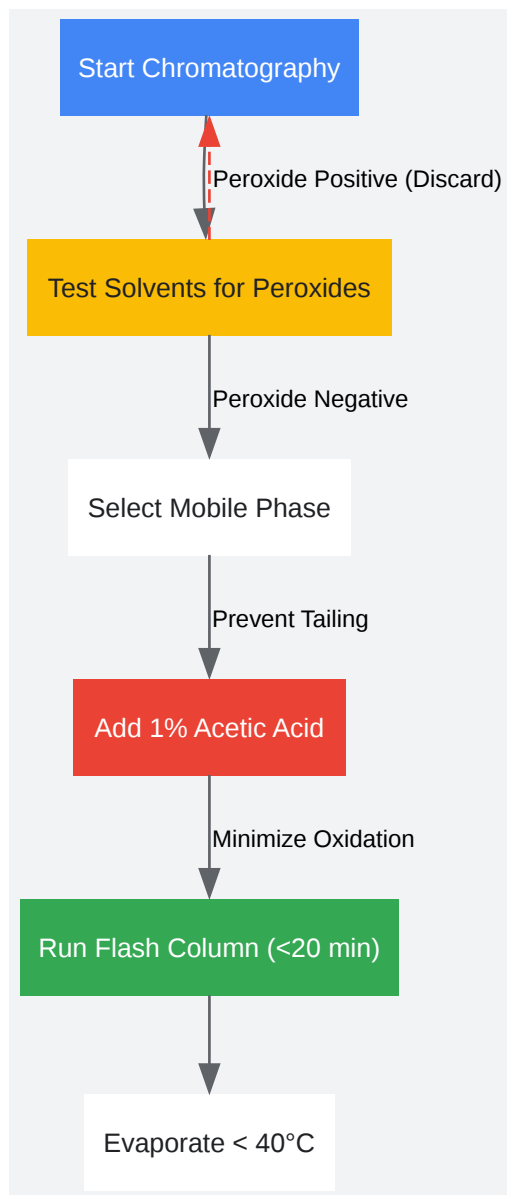 Start Chromatography
Peroxide Positive (Discard)
Test Solvents for Peroxides
Peroxide Negative
Select Mobile Phase
Prevent Tailing
Add 1% Acetic Acid
Minimize Oxidation
Run Flash Column (<20 min)
Evaporate < 40°C